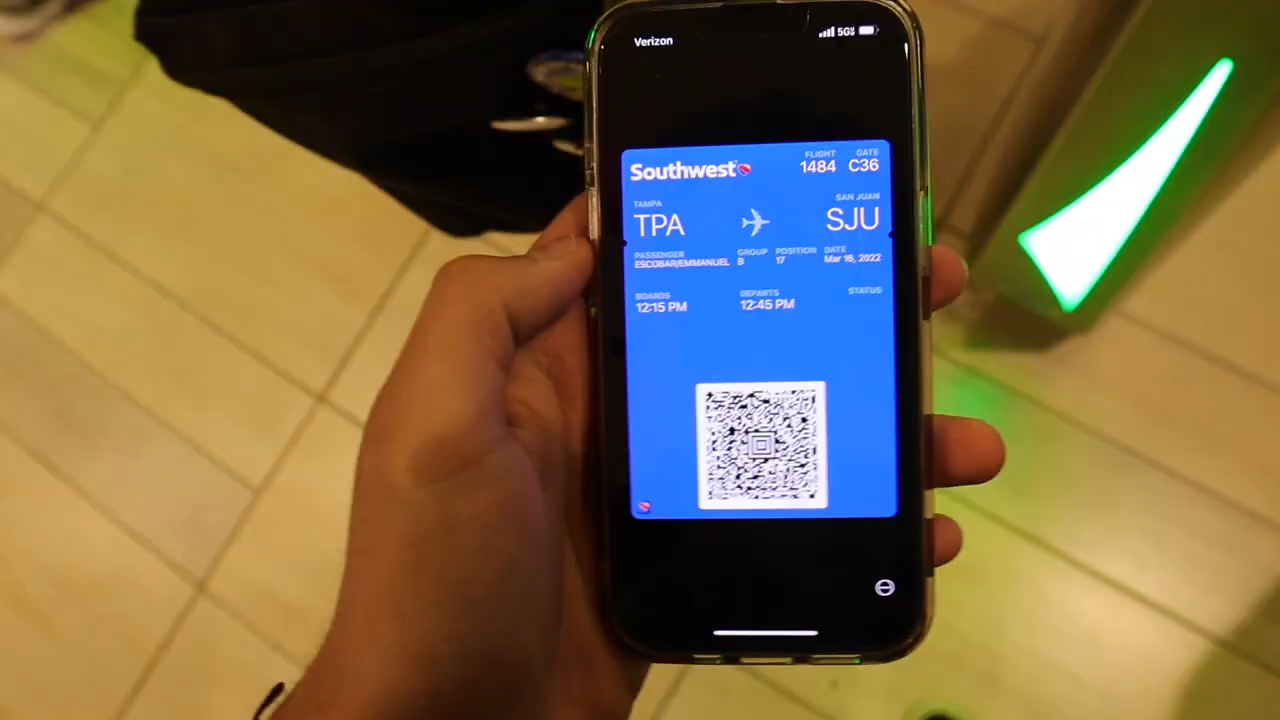 Verizon 5G
Southwest
FLIGHT GATE
1484 C36
TAMPA SAN JUAN
TPA SJU
PASSENGER GROUP POSITION DATE
ESCOBAR/EMMANUEL B 17 Mar 16, 2022
BOARDS DEPARTS STATUS
12:15 PM 12:45 PM